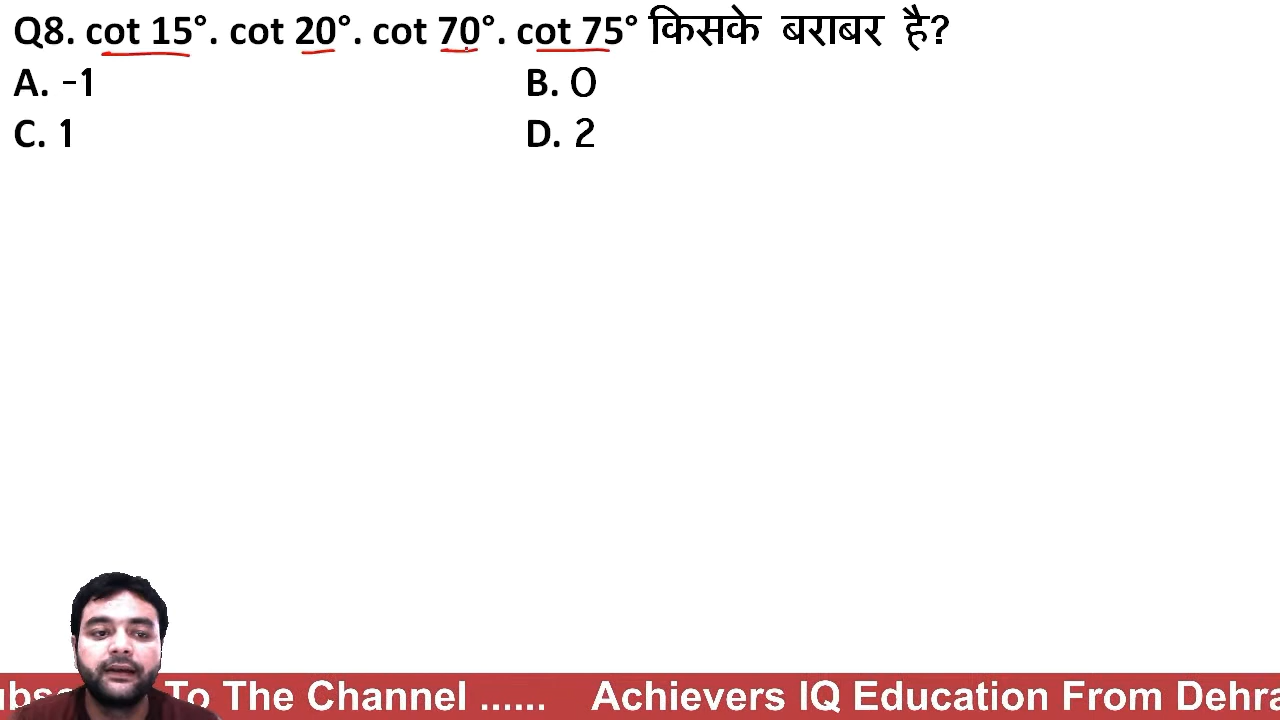 Q8. cot 15°. cot 20°. cot 70°. cot 75° किसके बराबर है?
A. -1 B. 0
C. 1 D. 2
To The Channel ...... Achievers IQ Education From